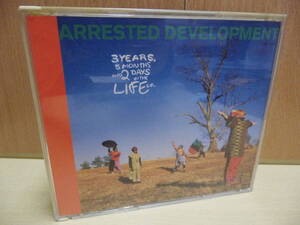 ARRESTED DEVELOPMENT
3 YEARS,
5 MONTHS
AND 2 DAYS
IN THE
LIFE OF..